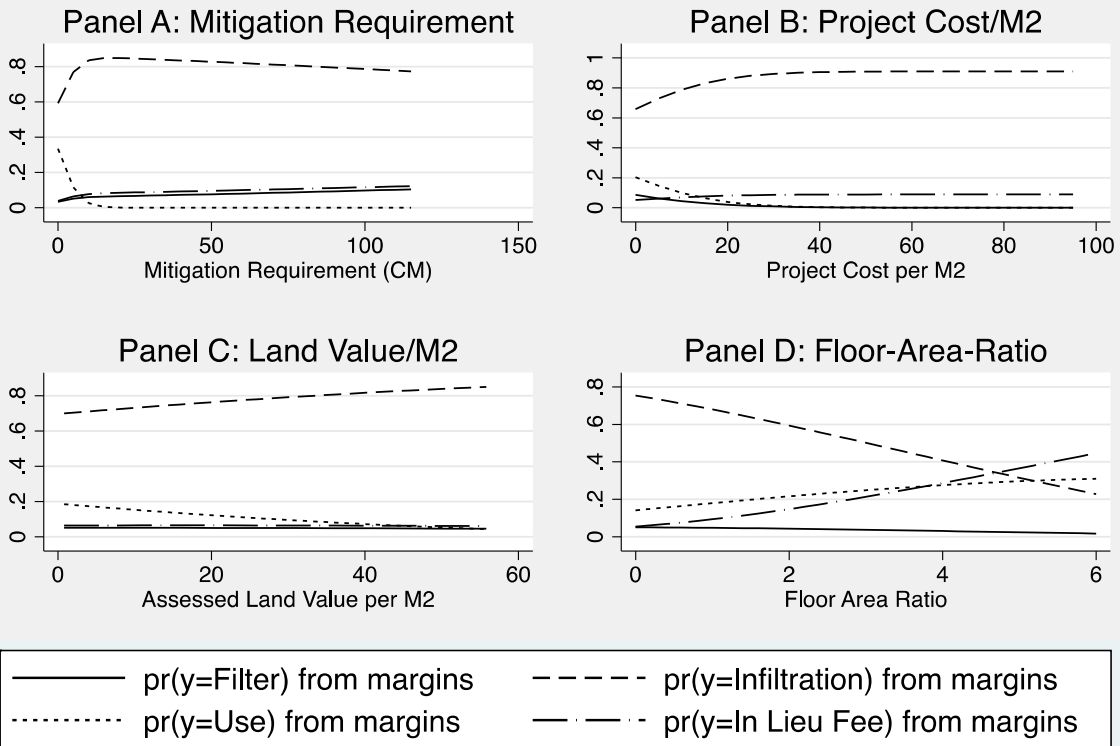 Panel A: Mitigation Requirement
.8
.6
.4
.2
0
0 50 100 150
Mitigation Requirement (CM)
Panel B: Project Cost/M2
1
.8
.6
.4
.2
0
0 20 40 60 80 100
Project Cost per M2
Panel C: Land Value/M2
.8
.6
.4
.2
0
0 20 40 60
Assessed Land Value per M2
Panel D: Floor-Area-Ratio
.8
.6
.4
.2
0
0 2 4 6
Floor Area Ratio
pr(y=Filter) from margins
pr(y=Infiltration) from margins
pr(y=Use) from margins
pr(y=In Lieu Fee) from margins